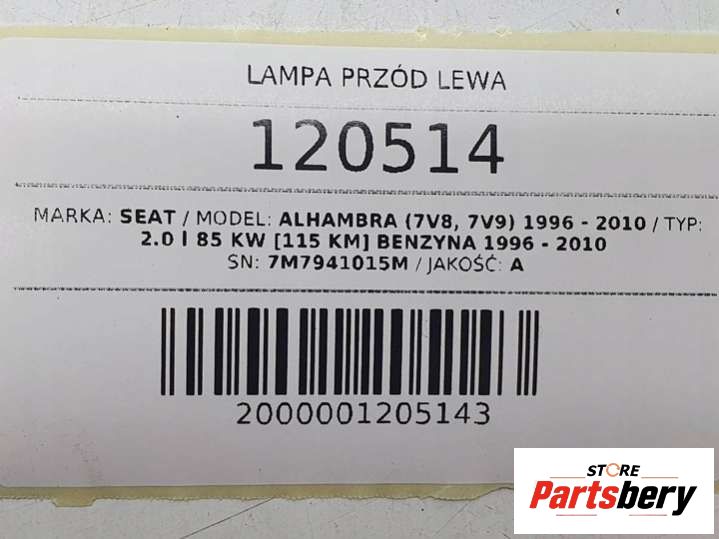 LAMPA PRZÓD LEWA
120514
MARKA: SEAT / MODEL: ALHAMBRA (7V8, 7V9) 1996 - 2010 / TYP:
2.0 l 85 KW [115 KM] BENZYNA 1996 - 2010
SN: 7M7941015M / JAKOŚĆ: A
2000001205143
STORE
Partsbery